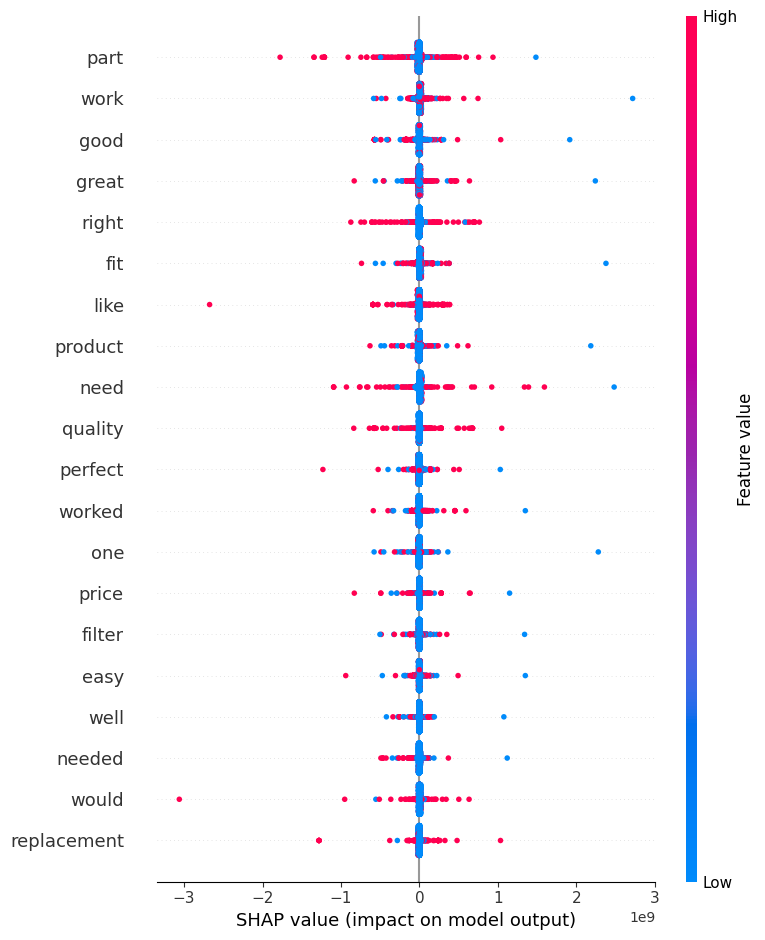 High
part
work
good
great
right
fit
like
product
need
quality
perfect
worked
one
price
filter
easy
well
needed
would
replacement
Feature value
Low
−3 −2 −1 0 1 2 3
1e9
SHAP value (impact on model output)